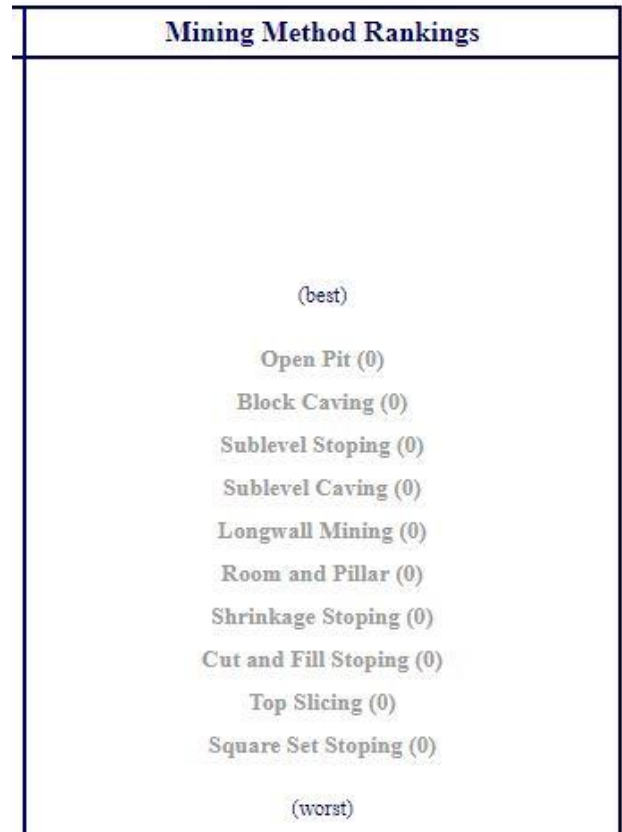 Mining Method Rankings
(best)
Open Pit (0)
Block Caving (0)
Sublevel Stoping (0)
Sublevel Caving (0)
Longwall Mining (0)
Room and Pillar (0)
Shrinkage Stoping (0)
Cut and Fill Stoping (0)
Top Slicing (0)
Square Set Stoping (0)
(worst)